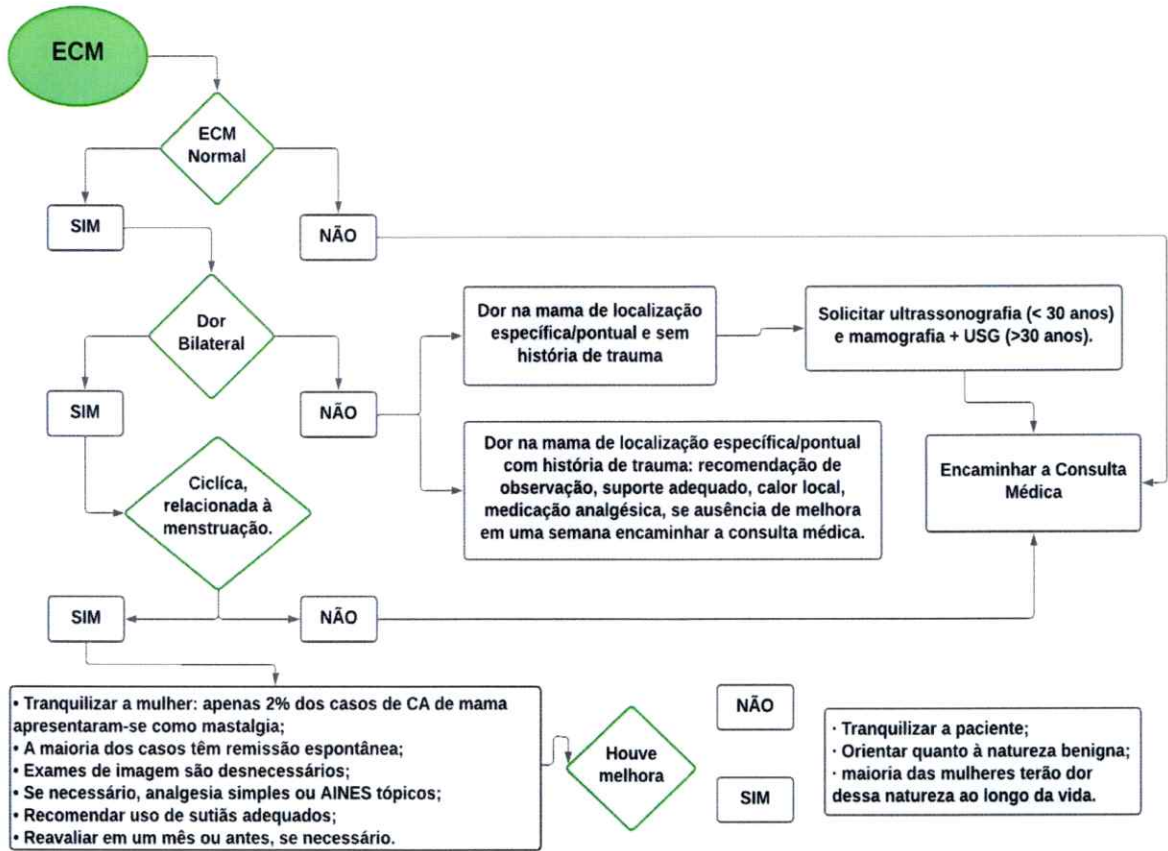 ECM
ECM
Normal
SIM
NÃO
Dor
Bilateral
Dor na mama de localização
específica/pontual e sem
história de trauma
Solicitar ultrassonografia (< 30 anos)
e mamografia + USG (>30 anos).
SIM
NÃO
Dor na mama de localização específica/pontual
com história de trauma: recomendação de
observação, suporte adequado, calor local,
medicação analgésica, se ausência de melhora
em uma semana encaminhar a consulta médica.
Encaminhar a Consulta
Médica
Ciclíca,
relacionada à
menstruação.
SIM
NÃO
• Tranquilizar a mulher: apenas 2% dos casos de CA de mama
apresentaram-se como mastalgia;
• A maioria dos casos têm remissão espontânea;
• Exames de imagem são desnecessários;
• Se necessário, analgesia simples ou AINES tópicos;
• Recomendar uso de sutiãs adequados;
• Reavaliar em um mês ou antes, se necessário.
Houve
melhora
NÃO
SIM
· Tranquilizar a paciente;
· Orientar quanto à natureza benigna;
· maioria das mulheres terão dor
dessa natureza ao longo da vida.